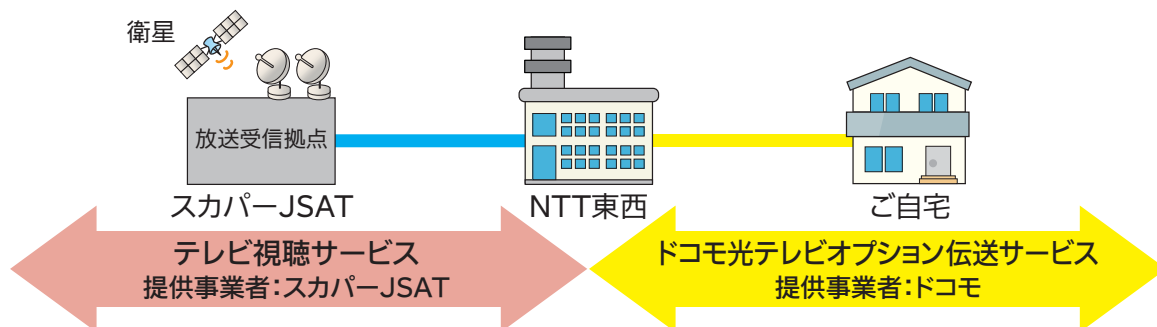 衛星
放送受信拠点
スカパーJSAT
NTT東西
ご自宅
テレビ視聴サービス
提供事業者：スカパーJSAT
ドコモ光テレビオプション伝送サービス
提供事業者：ドコモ